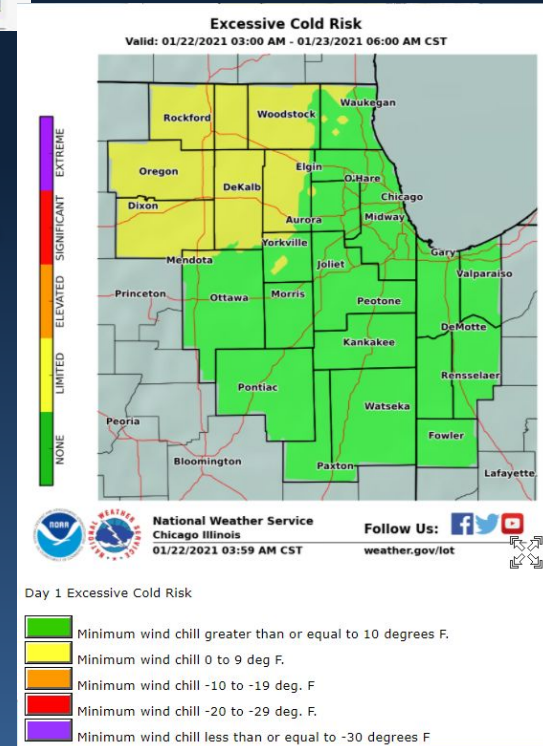 Excessive Cold Risk
Valid: 01/22/2021 03:00 AM - 01/23/2021 06:00 AM CST
EXTREME
SIGNIFICANT
ELEVATED
LIMITED
NONE
Waukegan
Rockford
Woodstock
Oregon
Elgin
O'Hare
DeKalb
Chicago
Dixon
Midway
Aurora
Yorkville
Gary
Mendota
Joliet
Valparaiso
Princeton
Ottawa
Morris
Peotone
DeMotte
Kankakee
Rensselaer
Pontiac
Watseka
Peoria
Fowler
Bloomington
Paxton
Lafayette
NOAA
NATIONAL WEATHER SERVICE
National Weather Service
Chicago Illinois
01/22/2021 03:59 AM CST
Follow Us:
weather.gov/lot
Day 1 Excessive Cold Risk
Minimum wind chill greater than or equal to 10 degrees F.
Minimum wind chill 0 to 9 deg F.
Minimum wind chill -10 to -19 deg. F
Minimum wind chill -20 to -29 deg. F.
Minimum wind chill less than or equal to -30 degrees F